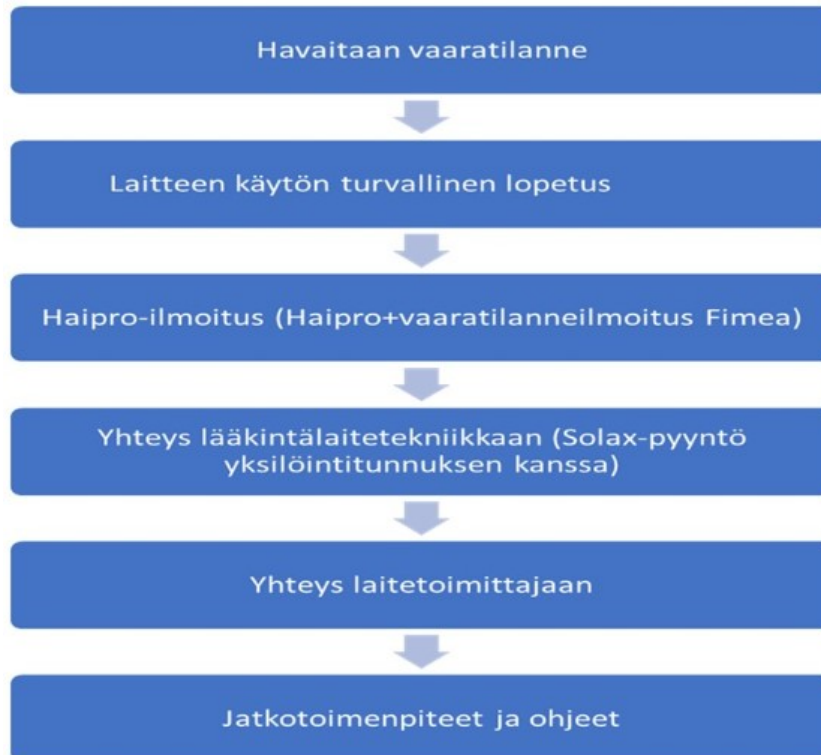 Havaitaan vaaratilanne
Laitteen käytön turvallinen lopetus
Haipro-ilmoitus (Haipro+vaaratilanneilmoitus Fimea)
Yhteys lääkintälaitetekniikkaan (Solax-pyyntö
yksilöintitunnuksen kanssa)
Yhteys laitetoimittajaan
Jatkotoimenpiteet ja ohjeet